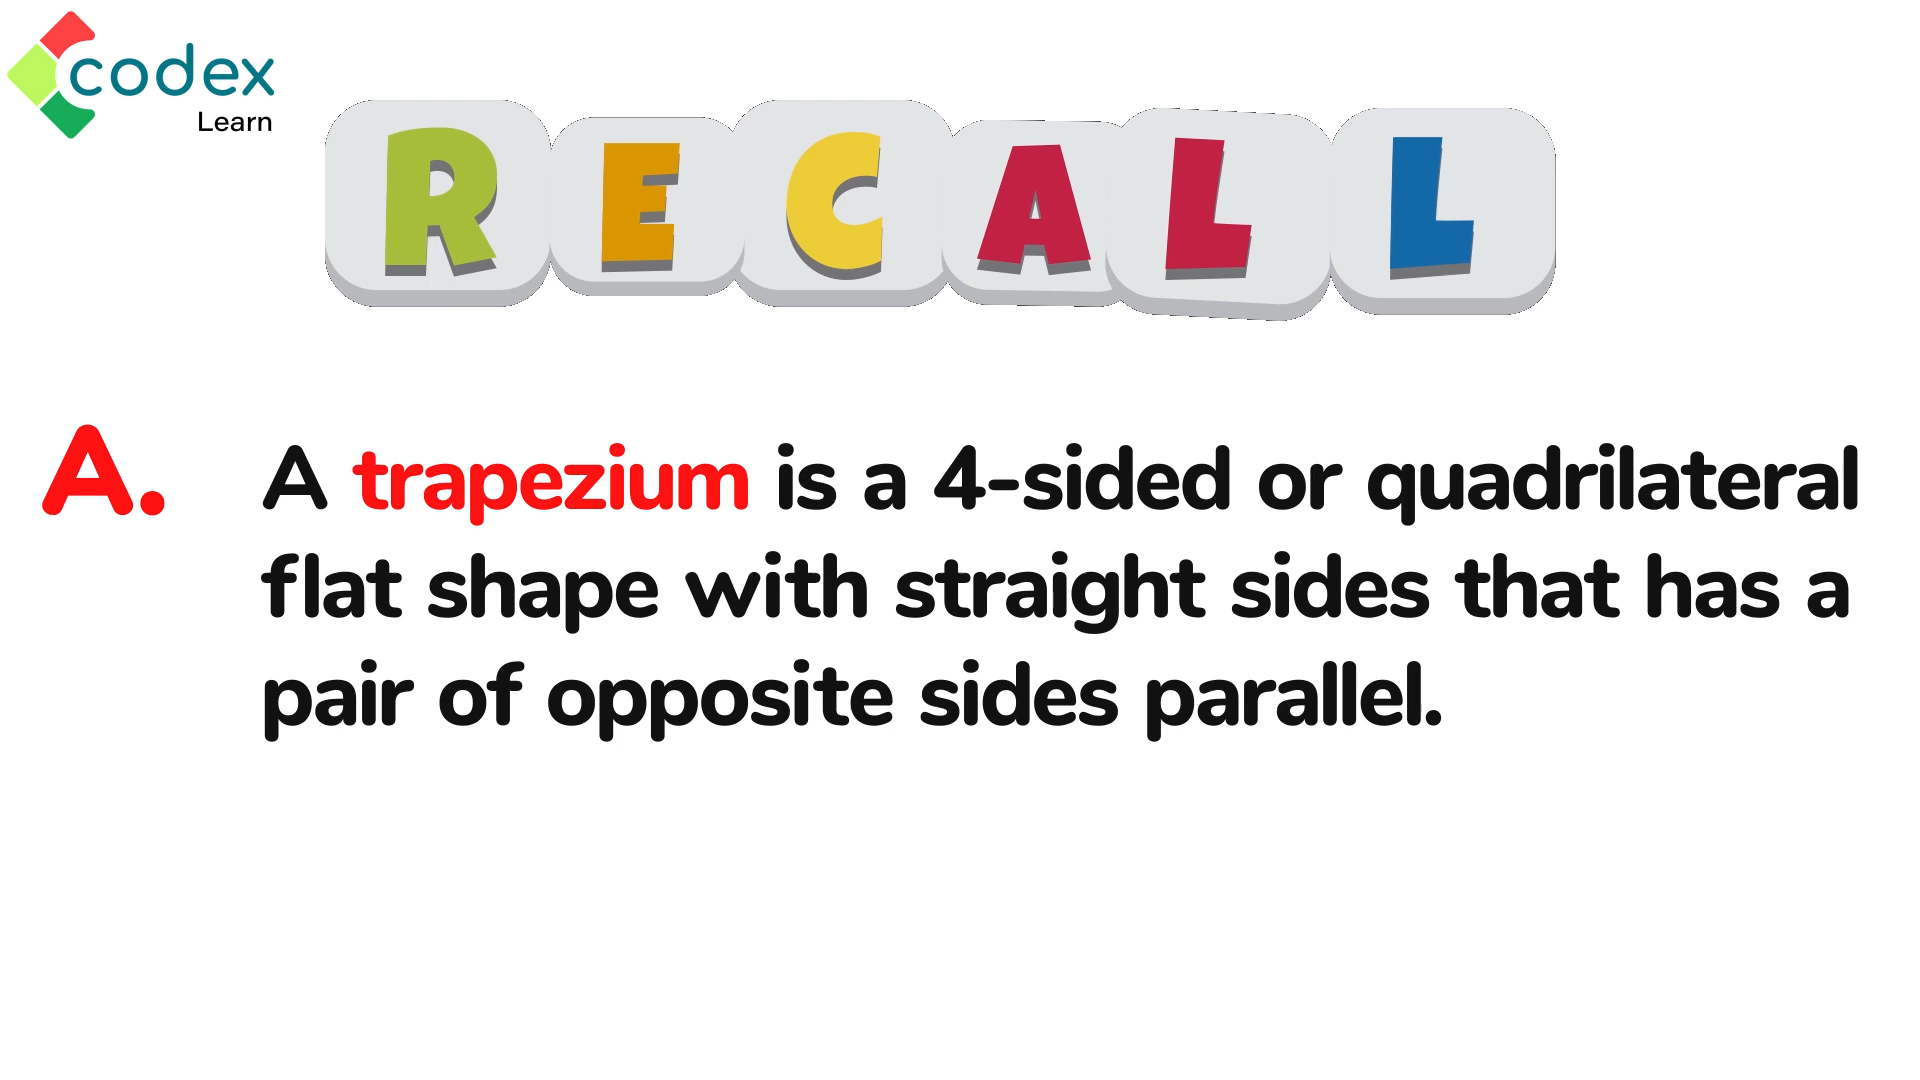 codex
Learn
RECALL
A. A trapezium is a 4-sided or quadrilateral
flat shape with straight sides that has a
pair of opposite sides parallel.